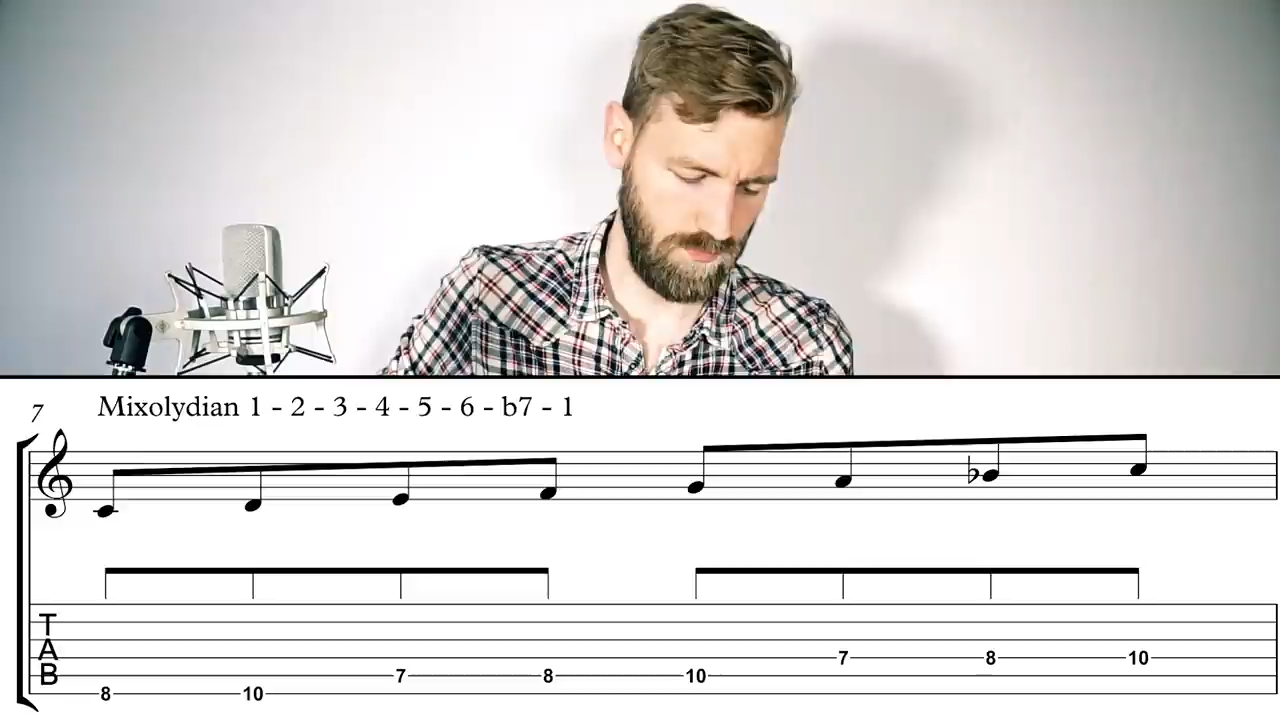 7 Mixolydian 1 - 2 - 3 - 4 - 5 - 6 - b7 - 1
T
A
B
7 8 10
7 8 10
8 10